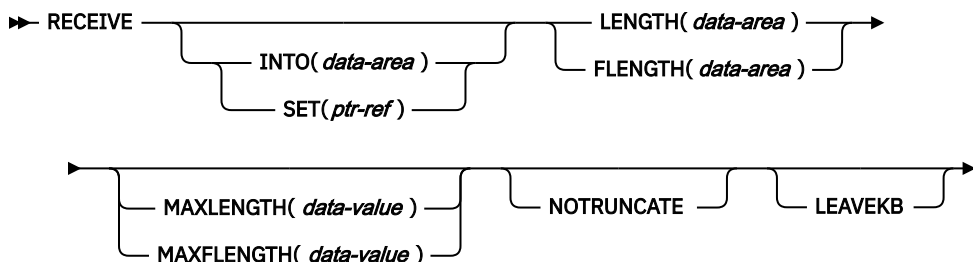 RECEIVE LENGTH( data-area )
INTO( data-area ) FLENGTH( data-area )
SET( ptr-ref )
MAXLENGTH( data-value ) NOTRUNCATE LEAVEKB
MAXFLENGTH( data-value )